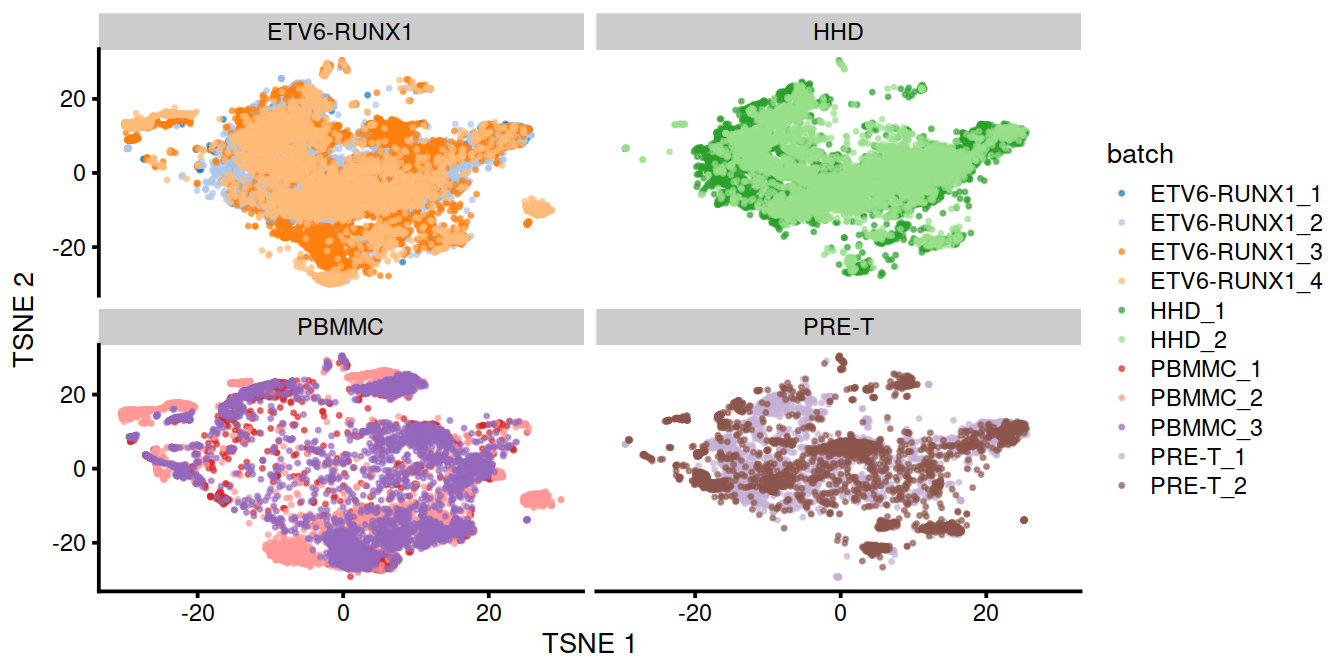 ETV6-RUNX1
HHD
20
0
-20
PBMMC
PRE-T
20
0
-20
-20
0
20
-20
0
20
TSNE 1
TSNE 2
batch
ETV6-RUNX1_1
ETV6-RUNX1_2
ETV6-RUNX1_3
ETV6-RUNX1_4
HHD_1
HHD_2
PBMMC_1
PBMMC_2
PBMMC_3
PRE-T_1
PRE-T_2